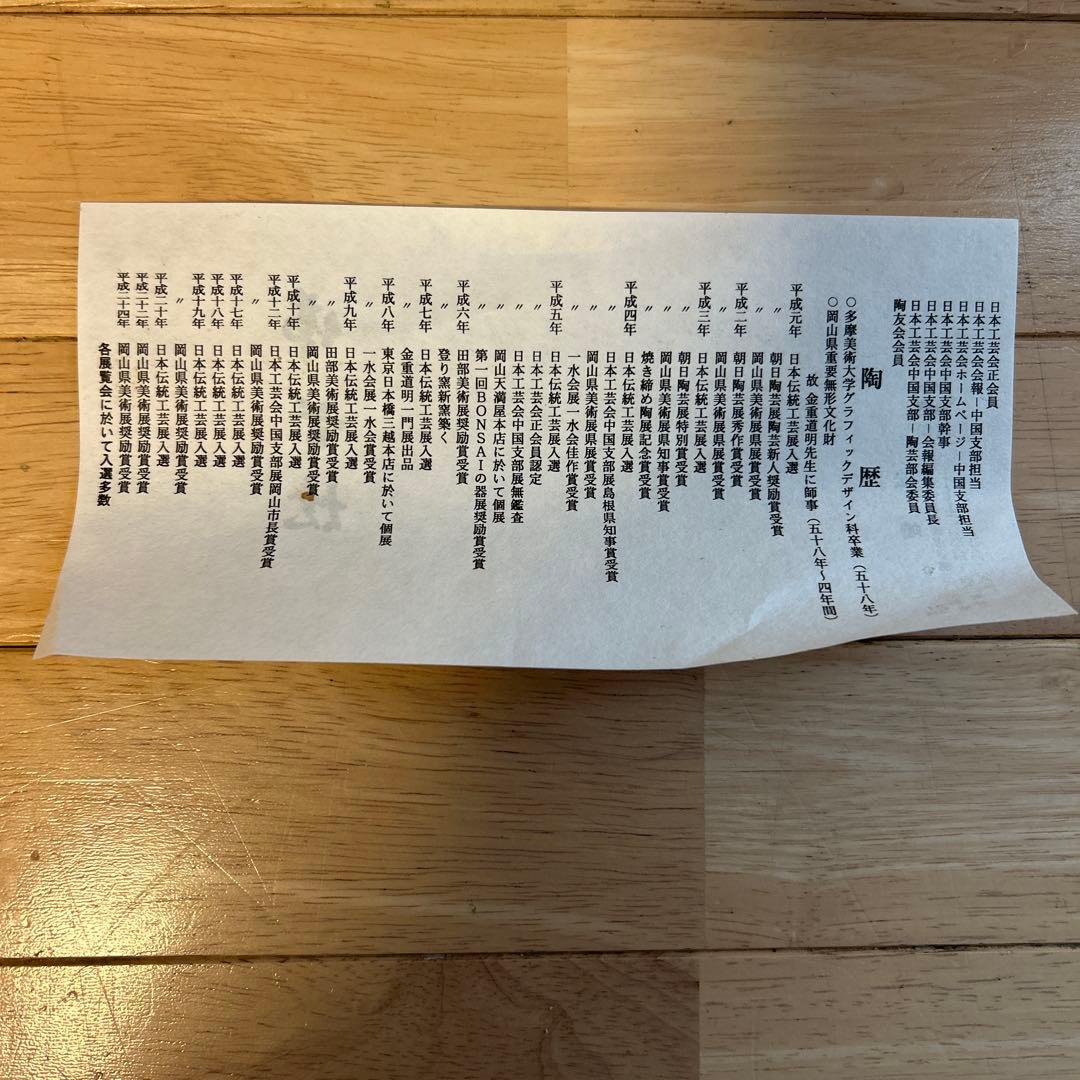 日本工芸会正会員
日本工芸会会報―中国支部担当
日本工芸会ホームページ―中国支部担当
日本工芸会中国支部幹事
日本工芸会中国支部―会報編集委員長
日本工芸会中国支部―陶芸部会委員
陶友会会員
陶 歴
○多摩美術大学グラフィックデザイン科卒業(五十八年)
○岡山県重要無形文化財
故 金重道明先生に師事(五十八年〜四年間)
平成元年 日本伝統工芸展入選
〃 朝日陶芸展陶芸新人奨励賞受賞
〃 岡山県美術展県展賞受賞
平成二年 朝日陶芸展秀作賞受賞
〃 岡山県美術展県展賞受賞
平成三年 日本伝統工芸展入選
〃 朝日陶芸展特別賞受賞
〃 岡山県美術展県知事賞受賞
〃 焼き締め陶展記念賞受賞
平成四年 日本伝統工芸展入選
〃 日本工芸会中国支部展島根県知事賞受賞
〃 岡山県美術展県展賞受賞
〃 一水会展一水会佳作賞受賞
平成五年 日本伝統工芸展入選
〃 日本工芸会正会員認定
〃 日本工芸会中国支部展無鑑査
〃 岡山天満屋本店に於いて個展
〃 第一回BONSAIの器展奨励賞受賞
平成六年 田部美術展奨励賞受賞
〃 登り窯新窯築く
平成七年 日本伝統工芸展入選
〃 金重道明一門展出品
平成八年 東京日本橋三越本店に於いて個展
〃 一水会展一水会賞受賞
平成九年 日本伝統工芸展入選
〃 田部美術展奨励賞受賞
〃 岡山県美術展奨励賞受賞
平成十年 日本伝統工芸展入選
平成十二年 日本工芸会中国支部展岡山市長賞受賞
〃 岡山県美術展奨励賞受賞
平成十七年 日本伝統工芸展入選
平成十八年 日本伝統工芸展入選
平成十九年 日本伝統工芸展入選
〃 岡山県美術展奨励賞受賞
平成二十年 日本伝統工芸展入選
平成二十二年 岡山県美術展奨励賞受賞
平成二十四年 岡山県美術展奨励賞受賞
各展覧会に於いて入選多数